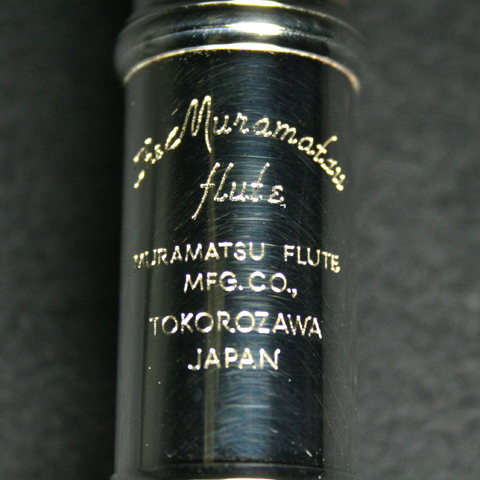 The Muramatsu
flute
MURAMATSU FLUTE
MFG.CO.,
TOKOROZAWA
JAPAN